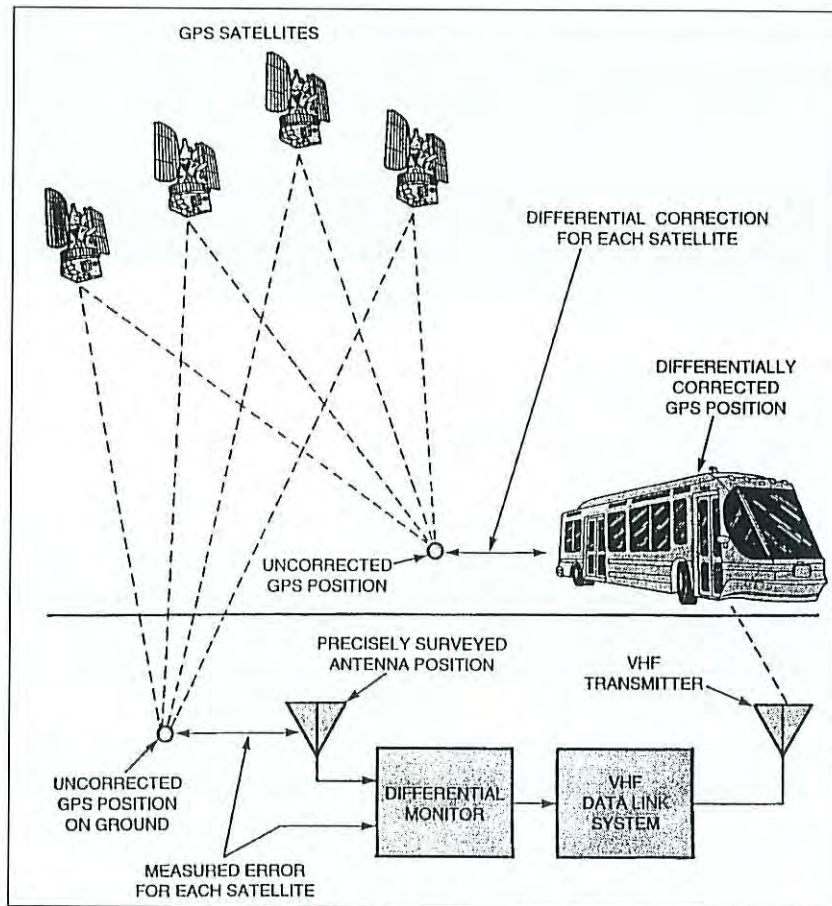 GPS SATELLITES
DIFFERENTIAL CORRECTION
FOR EACH SATELLITE
DIFFERENTIALLY
CORRECTED
GPS POSITION
UNCORRECTED
GPS POSITION
PRECISELY SURVEYED
ANTENNA POSITION
VHF
TRANSMITTER
UNCORRECTED
GPS POSITION
ON GROUND
DIFFERENTIAL
MONITOR
VHF
DATA LINK
SYSTEM
MEASURED ERROR
FOR EACH SATELLITE